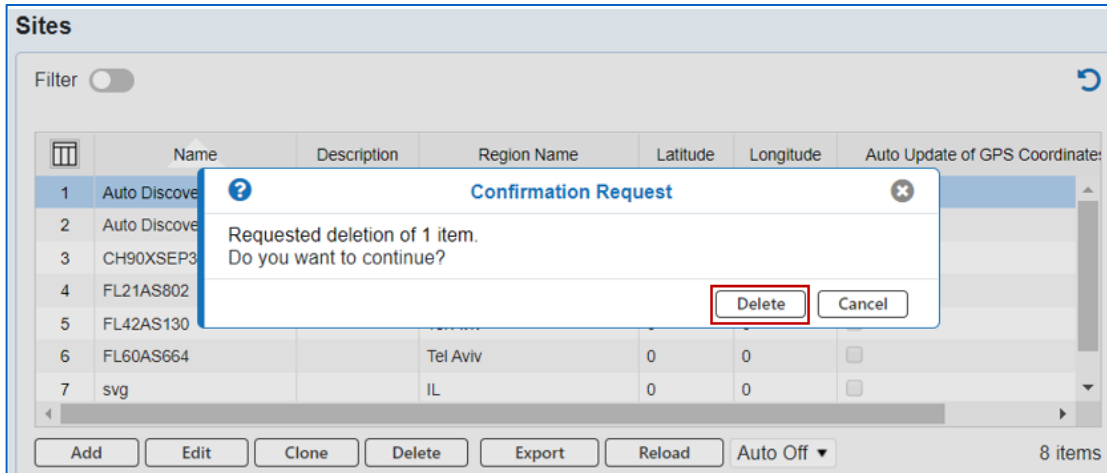 Sites
Filter
Name Description Region Name Latitude Longitude Auto Update of GPS Coordinates
1 Auto Discove
2 Auto Discove
3 CH90XSEP3
4 FL21AS802
5 FL42AS130
6 FL60AS664 Tel Aviv 0 0
7 svg IL 0 0
Confirmation Request
Requested deletion of 1 item.
Do you want to continue?
Delete Cancel
Add Edit Clone Delete Export Reload Auto Off 8 items